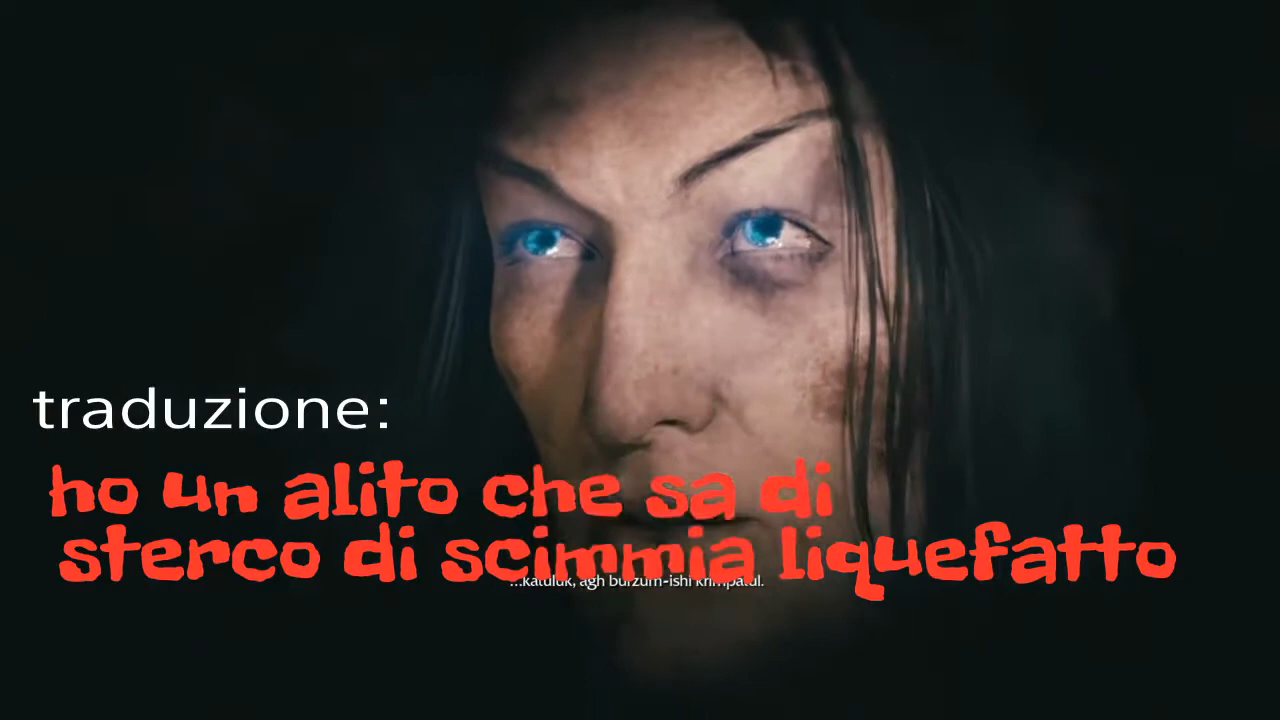 traduzione:
ho un alito che sa di
sterco di scimmia liquefatto
...katuluk, agh burzum-ishi krimpatul.